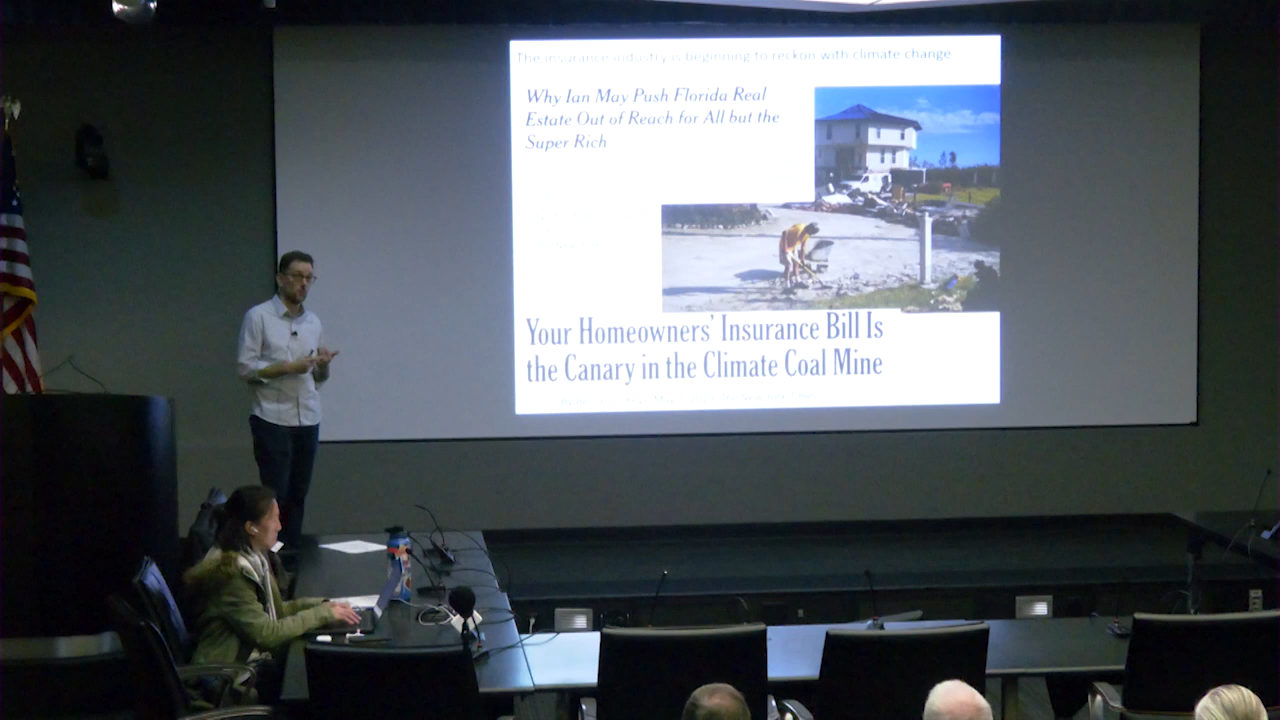 The insurance industry is beginning to reckon with climate change
Why Ian May Push Florida Real
Estate Out of Reach for All but the
Super Rich
Your Homeowners' Insurance Bill Is
the Canary in the Climate Coal Mine